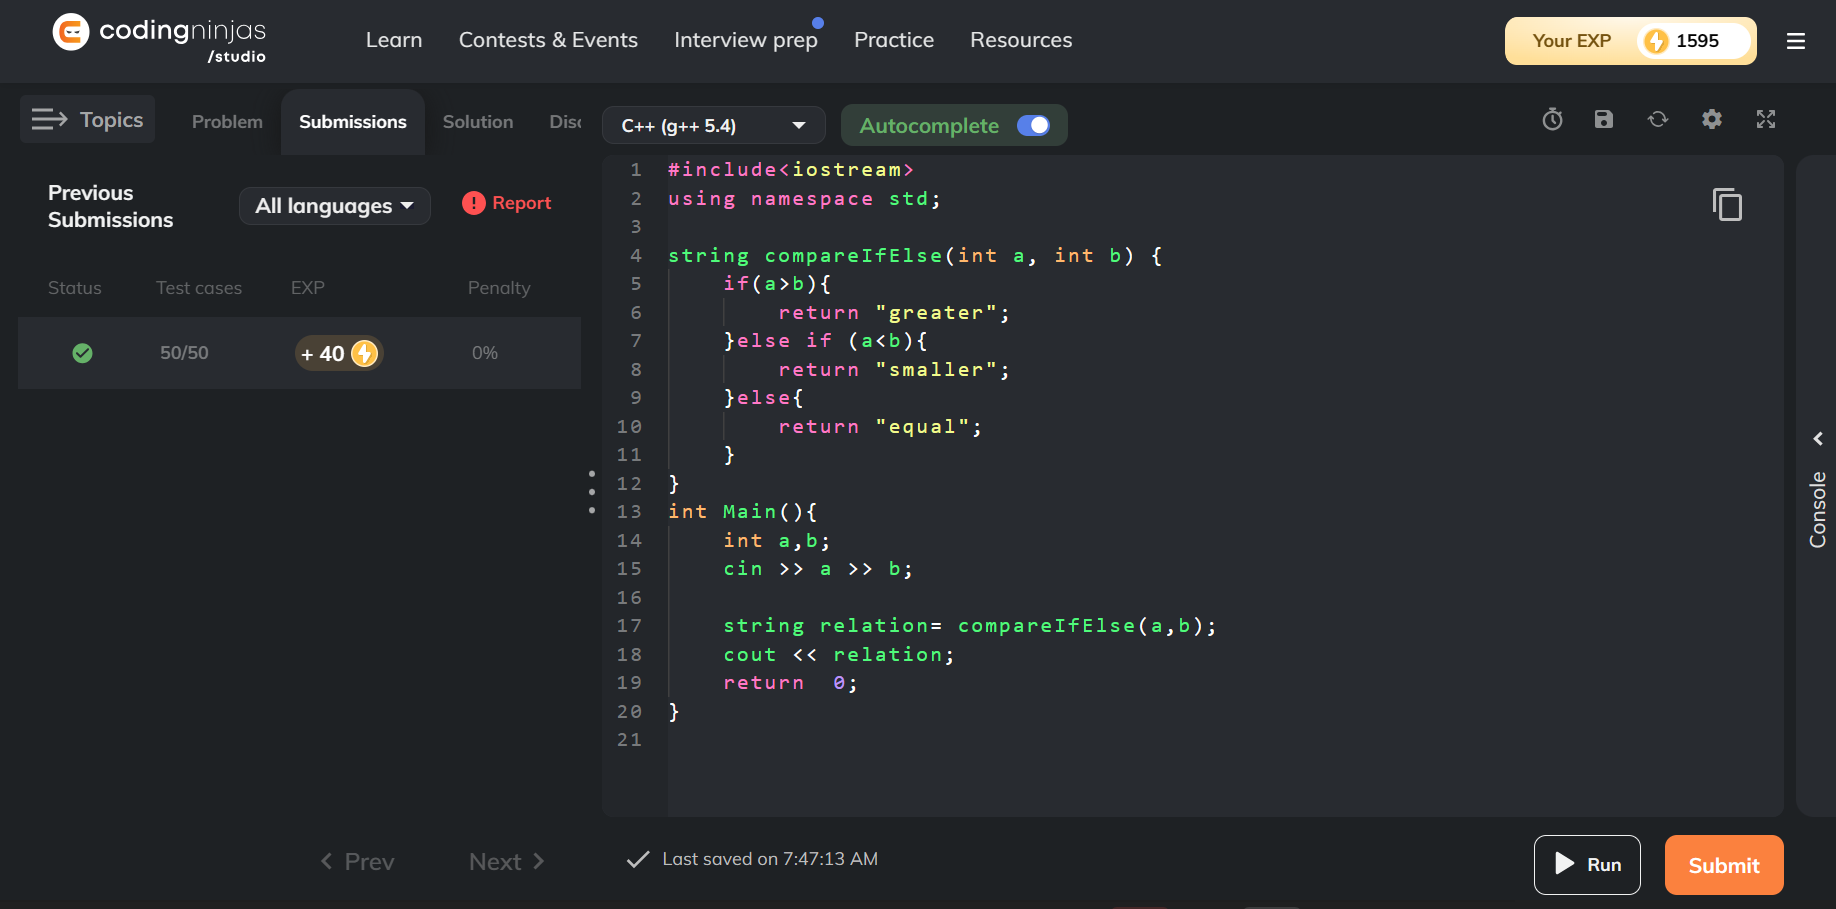 codingninjas
/studio
Learn
Contests & Events
Interview prep
Practice
Resources
Your EXP
1595
Topics
Problem
Submissions
Solution
Disc
C++ (g++ 5.4)
Autocomplete
Previous
Submissions
All languages
Report
Status
Test cases
EXP
Penalty
50/50
+ 40
0%
1 #include<iostream>
2 using namespace std;
3
4 string compareIfElse(int a, int b) {
5     if(a>b){
6         return "greater";
7     }else if (a<b){
8         return "smaller";
9     }else{
10         return "equal";
11     }
12 }
13 int Main(){
14     int a,b;
15     cin >> a >> b;
16
17     string relation= compareIfElse(a,b);
18     cout << relation;
19     return  0;
20 }
21
Console
Prev
Next
Last saved on 7:47:13 AM
Run
Submit